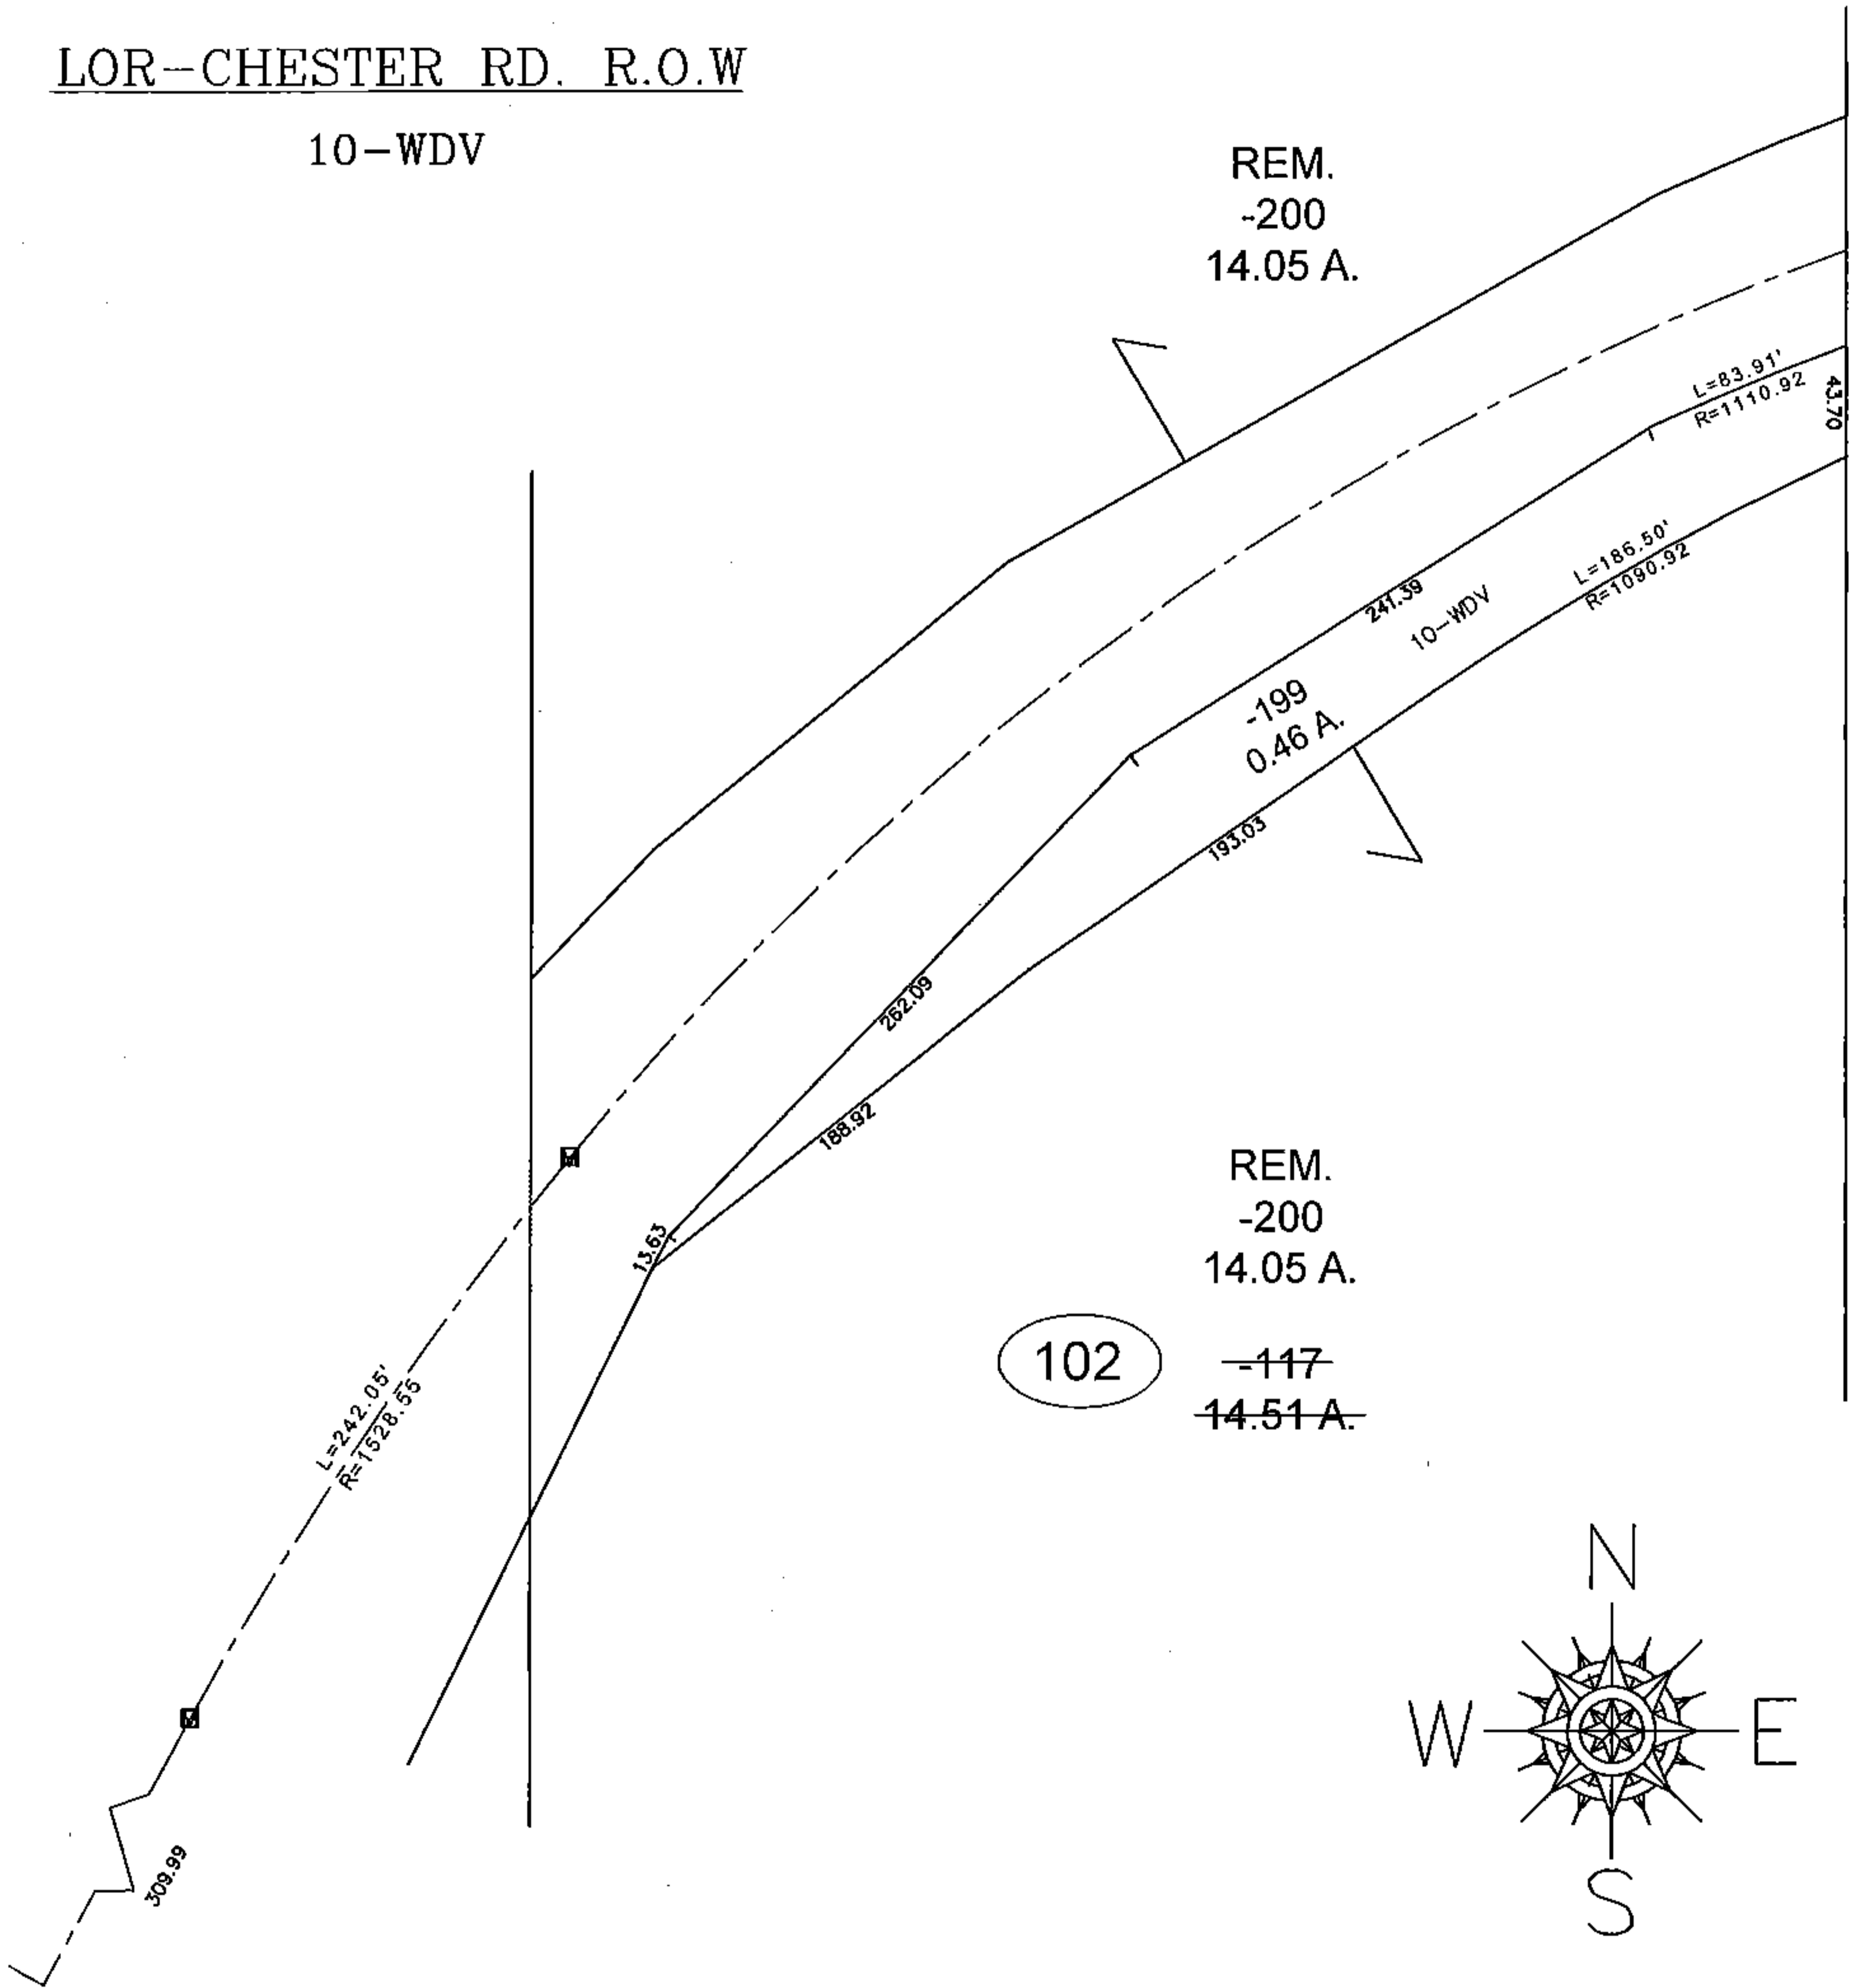 LOR-CHESTER RD. R.O.W
10-WDV
REM.
-200
14.05 A.
L=83.91'
R=1110.92
43.70
L=186.50'
R=1090.92
241.39
10-WDV
-199
0.46 A.
193.03
262.09
188.92
15.63
REM.
-200
14.05 A.
102
-117
14.51 A.
L=242.05'
R=1528.55
309.99
N
W
E
S